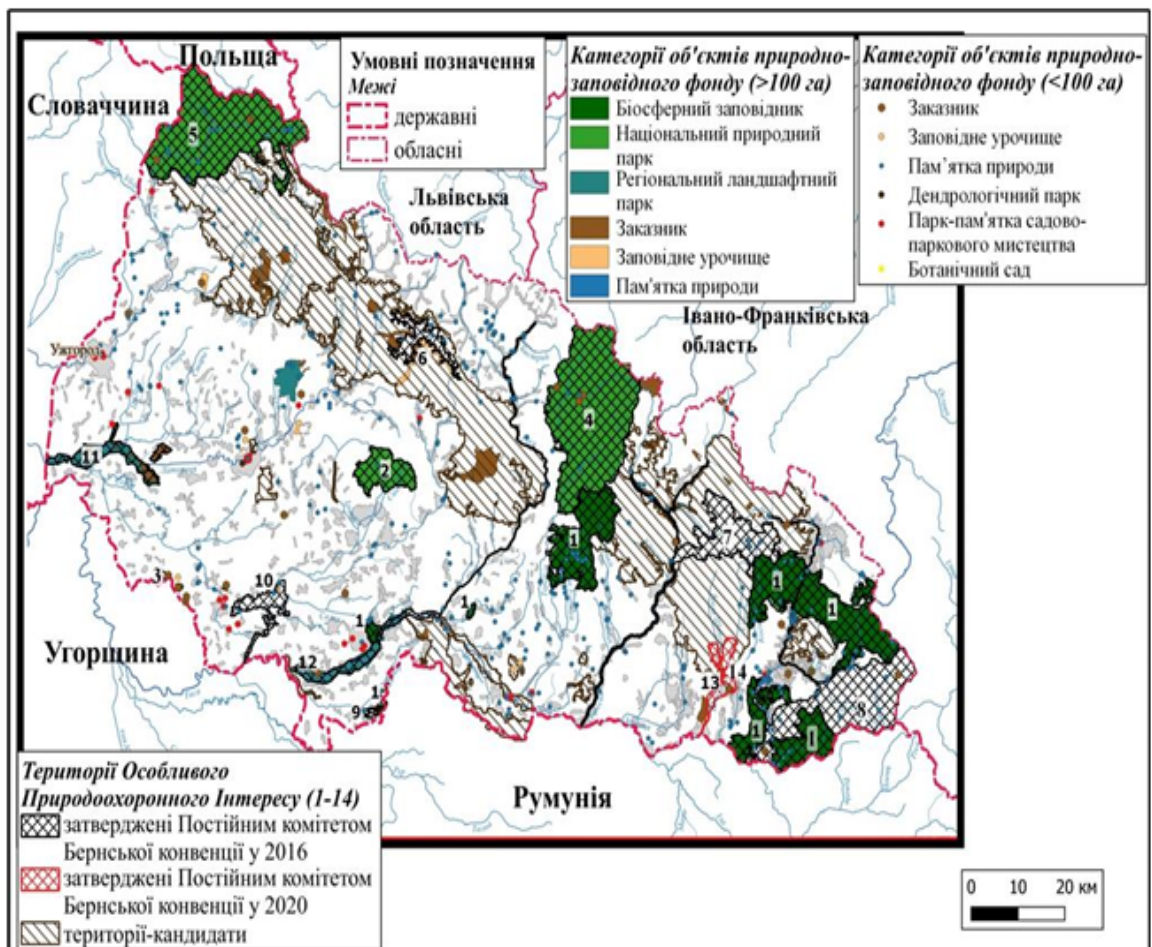 Польща
Словаччина
Львівська
область
Івано-Франківська
область
Ужгород
Угорщина
Румунія
Умовні позначення
Межі
державні
обласні
Категорії об'єктів природно-
заповідного фонду (>100 га)
Біосферний заповідник
Національний природний
парк
Регіональний ландшафтний
парк
Заказник
Заповідне урочище
Пам'ятка природи
Категорії об'єктів природно-
заповідного фонду (<100 га)
Заказник
Заповідне урочище
Пам’ятка природи
Дендрологічний парк
Парк-пам'ятка садово-
паркового мистецтва
Ботанічний сад
5
6
4
11
2
7
1
3
10
1
1
1
1
12
1
9
13
14
8
1
1
Території Особливого
Природоохоронного Інтересу (1-14)
затверджені Постійним комітетом
Бернської конвенції у 2016
затверджені Постійним комітетом
Бернської конвенції у 2020
території-кандидати
0 10 20 км